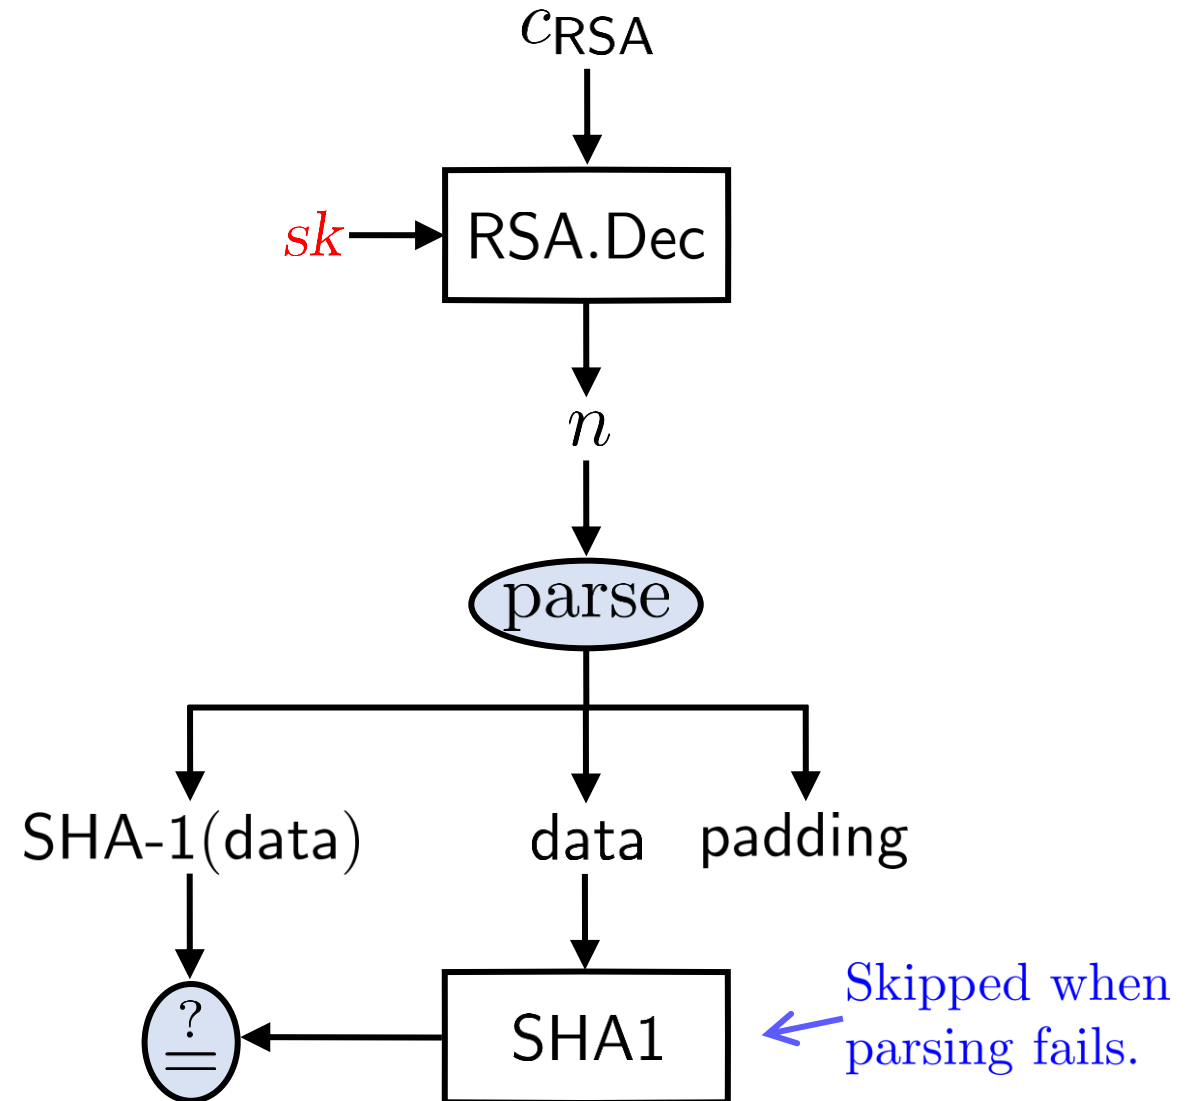 c_RSA
sk
RSA.Dec
n
parse
SHA-1(data)
data
padding
?
=
SHA1
Skipped when
parsing fails.